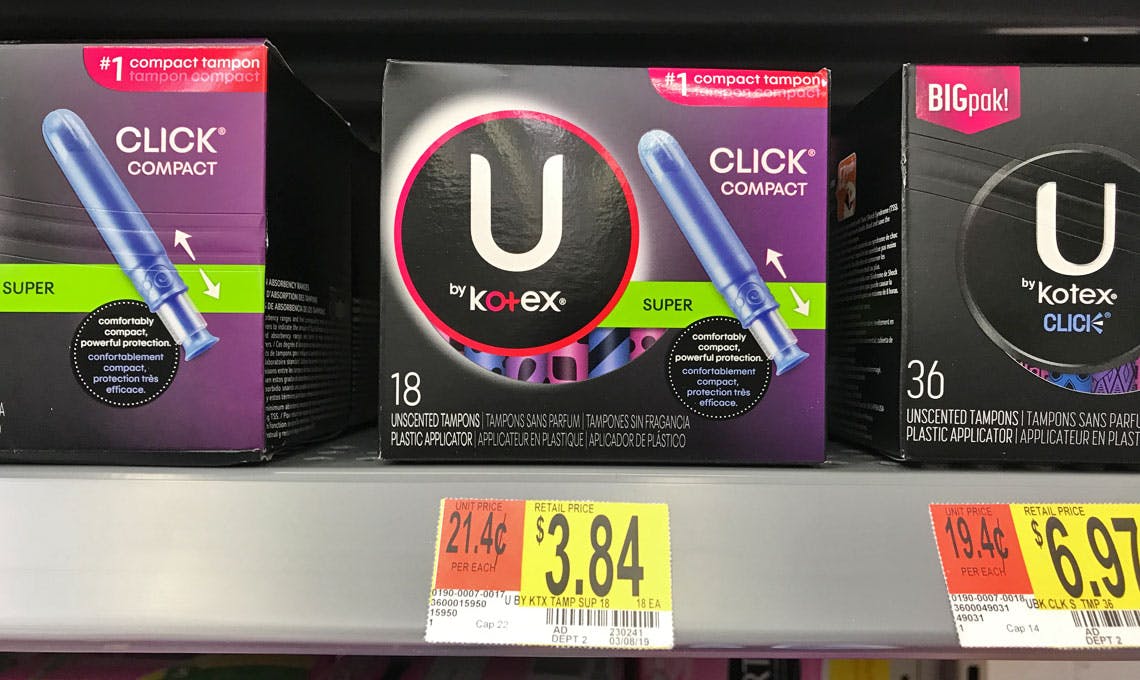 #1 compact tampon
tampon compact
CLICK®
COMPACT
SUPER
comfortably
compact,
powerful protection.
confortablement
compact,
protection très
efficace.
#1 compact tampon
tampon compact
U
by kotex®
CLICK®
COMPACT
SUPER
comfortably
compact,
powerful protection.
confortablement
compact,
protection très
efficace.
18
UNSCENTED TAMPONS | TAMPONS SANS PARFUM | TAMPONES SIN FRAGANCIA
PLASTIC APPLICATOR | APPLICATEUR EN PLASTIQUE | APLICADOR DE PLÁSTICO
BIGpak!
U
by Kotex®
CLICK®
36
UNSCENTED TAMPONS | TAMPONS SANS PARF
PLASTIC APPLICATOR | APPLICATEUR EN PLAST
UNIT PRICE
21.4¢
PER EACH
RETAIL PRICE
$3.84
0190-0007-0017
3600015950
15950
1
U BY KTX TAMP SUP 18 18 EA
Cap 22
AD 230241
DEPT 2 03/08/19
UNIT PRICE
19.4¢
PER EACH
RETAIL PRICE
$6.97
0190-0007-0018
3600049031
49031
1
UBK CLK S TMP 36
Cap 14
AD
DEPT 2